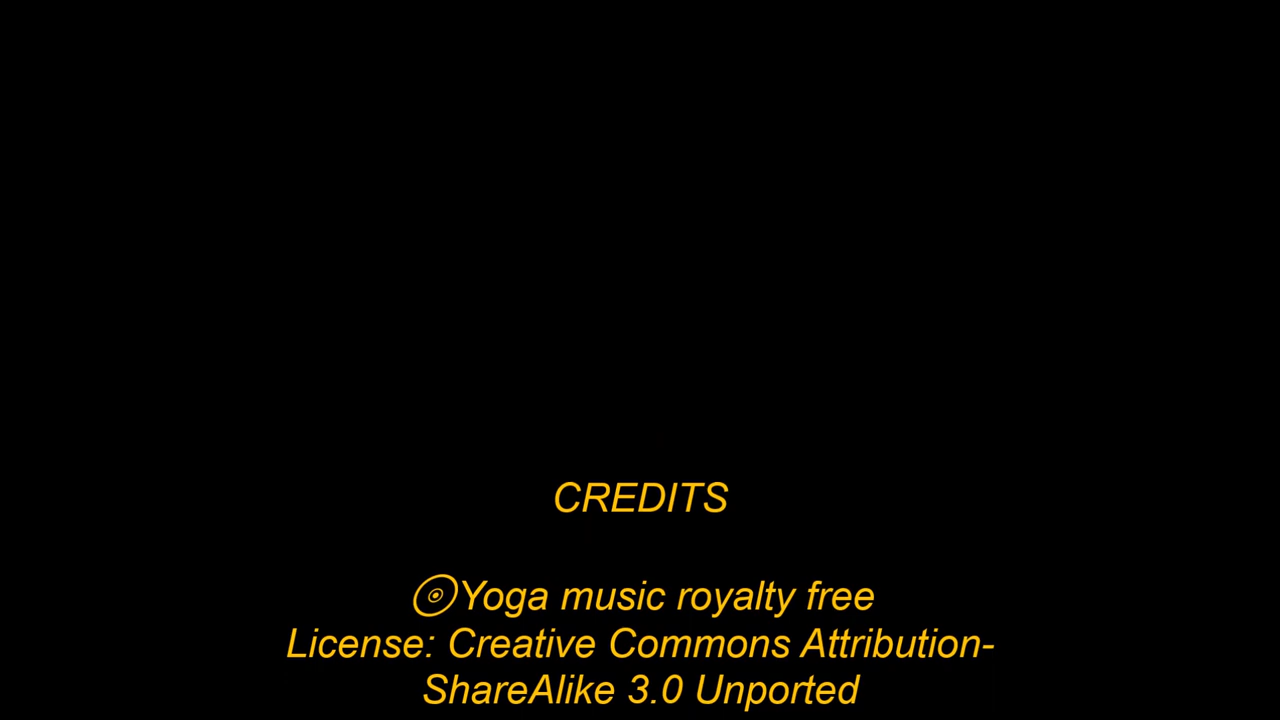 CREDITS
⦿Yoga music royalty free
License: Creative Commons Attribution-
ShareAlike 3.0 Unported